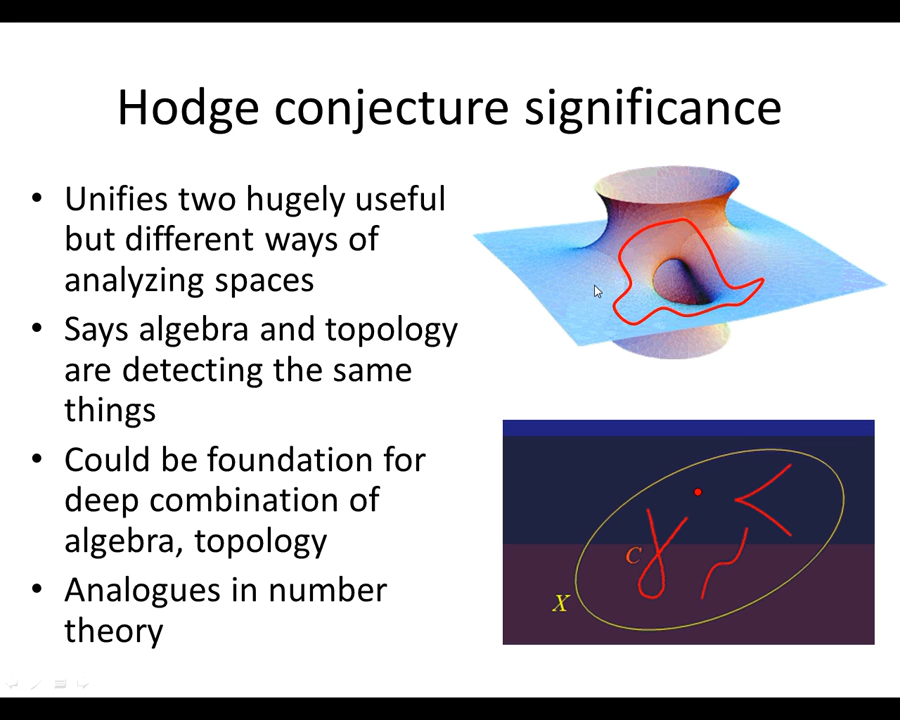 Hodge conjecture significance
• Unifies two hugely useful
but different ways of
analyzing spaces
• Says algebra and topology
are detecting the same
things
• Could be foundation for
deep combination of
algebra, topology
• Analogues in number
theory
C
X